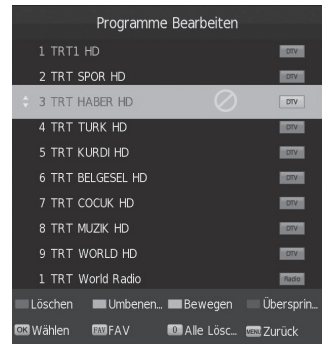 Programme Bearbeiten
1 TRT1 HD DTV
2 TRT SPOR HD DTV
3 TRT HABER HD DTV
4 TRT TURK HD DTV
5 TRT KURDI HD DTV
6 TRT BELGESEL HD DTV
7 TRT COCUK HD DTV
8 TRT MUZIK HD DTV
9 TRT WORLD HD DTV
1 TRT World Radio Radio
Löschen Umbenen... Bewegen Übersprin...
OK Wählen FAV FAV 0 Alle Lösc... MENU Zurück